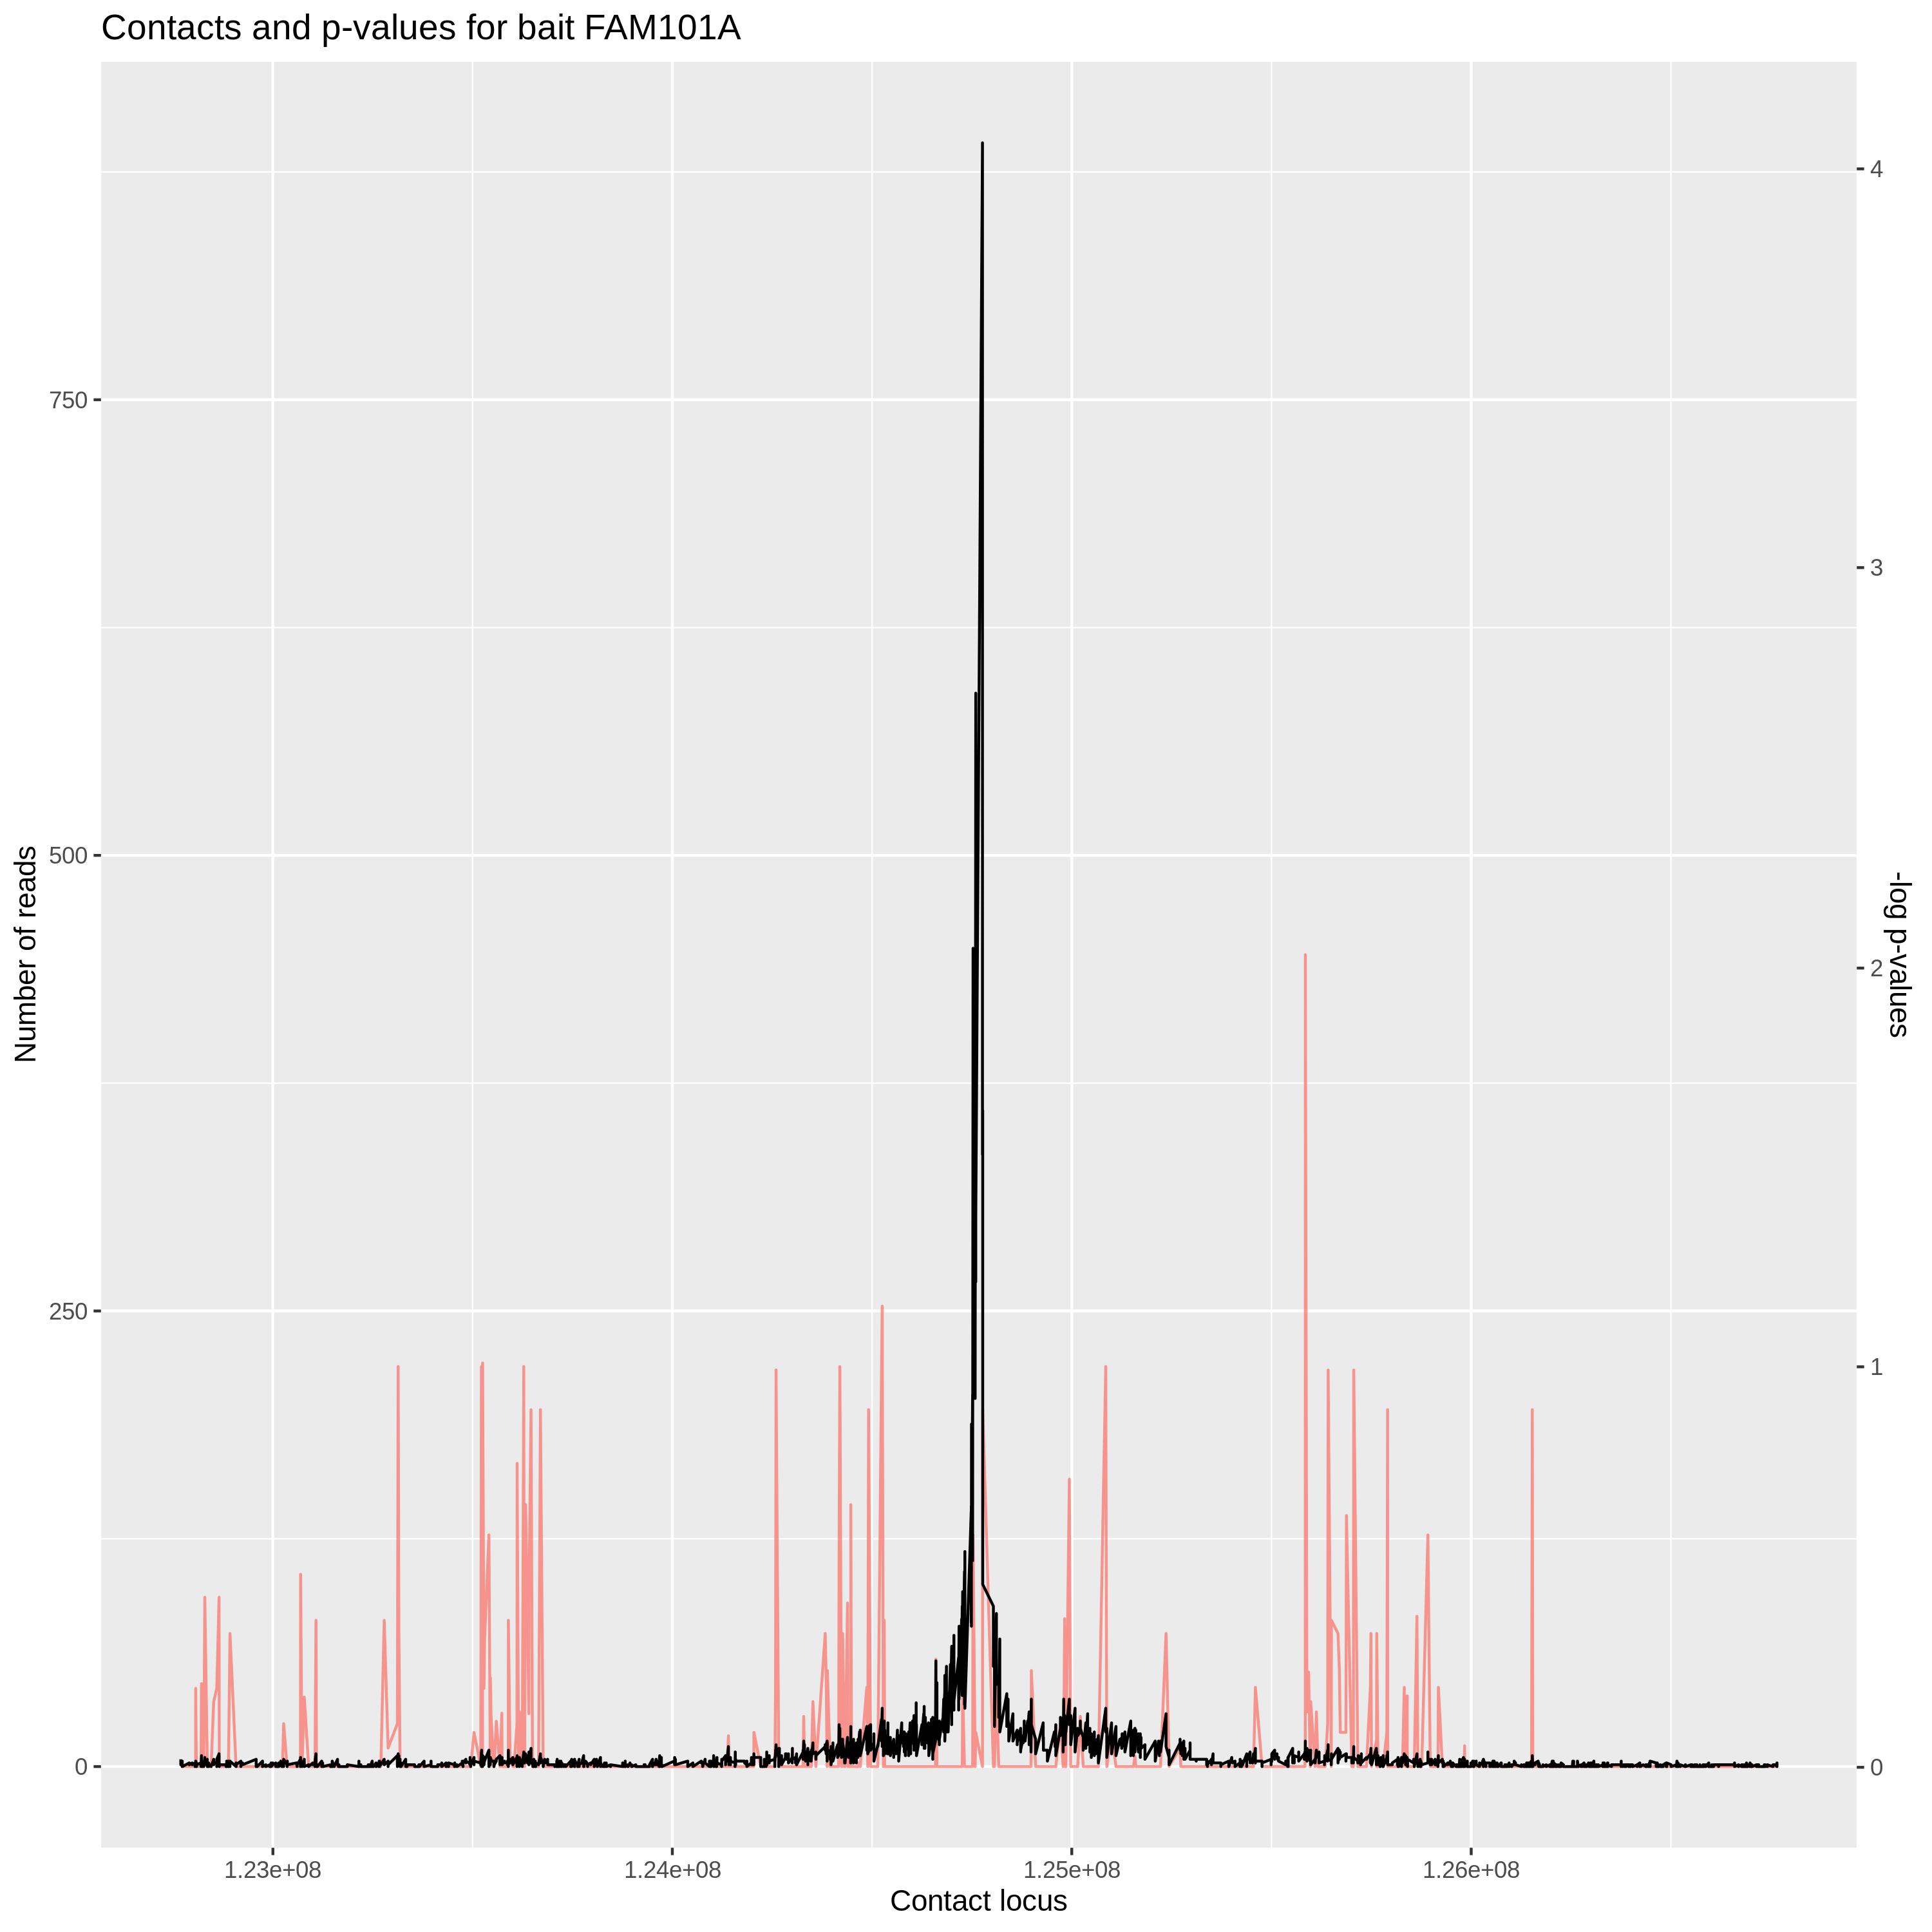 Contacts and p-values for bait FAM101A
Number of reads
750
500
250
0
4
3
2
1
0
-log p-values
1.23e+08
1.24e+08
1.25e+08
1.26e+08
Contact locus